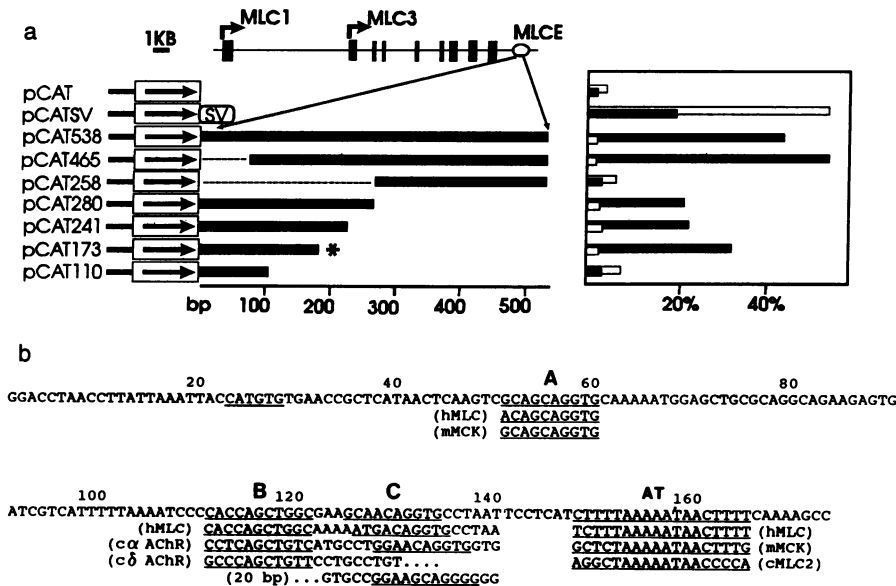 a
MLC1
MLC3
MLCE
1KB
pCAT
pCATSV
SV
pCAT538
pCAT465
pCAT258
pCAT280
pCAT241
pCAT173
*
pCAT110
bp 100 200 300 400 500
20% 40%
b
A
20 40 60 80
GGACCTAACCTTATTAAATTACCATGTGTGAACCGCTCATAACTCAAGTCGCAGCAGGTGCAAAAATGGAGCTGCGCAGGCAGAAGAGTG
(hMLC) ACAGCAGGTG
(mMCK) GCAGCAGGTG
B C AT
100 120 140 160
ATCGTCATTTTTAAAATCCCCACCAGCTGGCGAAGCAACAGGTGCCTAATTCCTCATCTTTTAAAAATAACTTTTCAAAAGCC
(hMLC) CACCAGCTGGCAAAAATGACAGGTGCCTAA TCTTTAAAAATAACTTTT (hMLC)
(cα AChR) CCTCAGCTGTCATGCCTGGAACAGGTGGTG GCTCTAAAAATAACTTTG (mMCK)
(cδ AChR) GCCCAGCTGTTCCTGCCTGT.... AGGCTAAAAATAACCCCA (cMLC2)
(20 bp)...GTGCCGGAAGCAGGGGGG